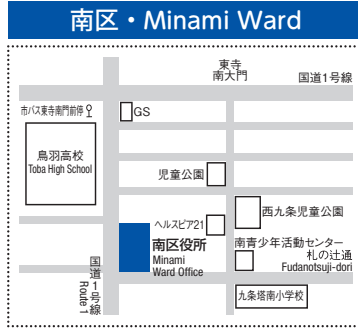 南区・Minami Ward
東寺
南大門
国道1号線
市バス東寺南門前停
GS
鳥羽高校
Toba High School
児童公園
西九条児童公園
ヘルスピア21
南区役所
Minami
Ward Office
南青少年活動センター
札の辻通
Fudanotsuji-dori
国道1号線
Route 1
九条塔南小学校